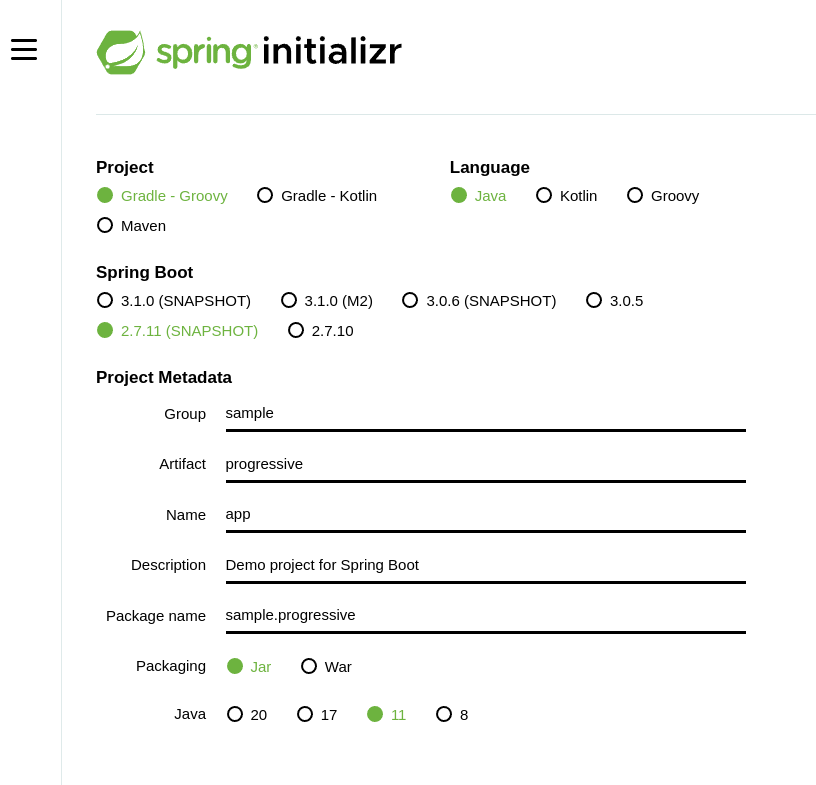 spring® initializr
Project
Gradle - Groovy Gradle - Kotlin
Maven
Language
Java Kotlin Groovy
Spring Boot
3.1.0 (SNAPSHOT) 3.1.0 (M2) 3.0.6 (SNAPSHOT) 3.0.5
2.7.11 (SNAPSHOT) 2.7.10
Project Metadata
Group sample
Artifact progressive
Name app
Description Demo project for Spring Boot
Package name sample.progressive
Packaging Jar War
Java 20 17 11 8